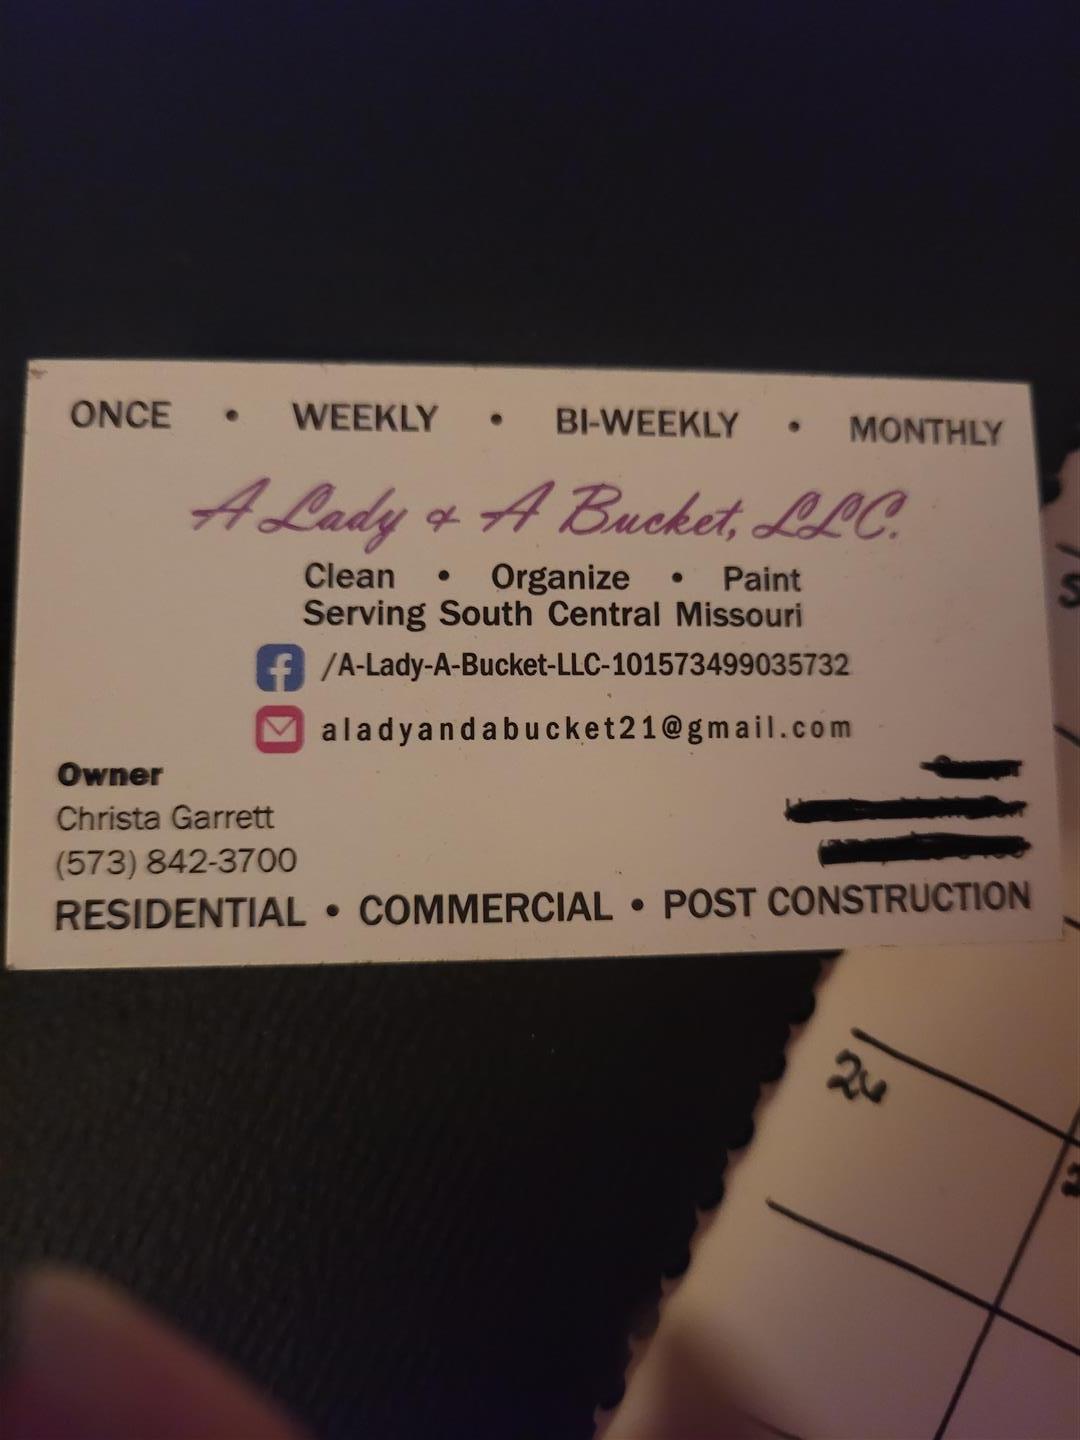 ONCE • WEEKLY • BI-WEEKLY • MONTHLY
A Lady & A Bucket, LLC.
Clean • Organize • Paint
Serving South Central Missouri
/A-Lady-A-Bucket-LLC-101573499035732
aladyandabucket21@gmail.com
Owner
Christa Garrett
(573) 842-3700
RESIDENTIAL • COMMERCIAL • POST CONSTRUCTION
26